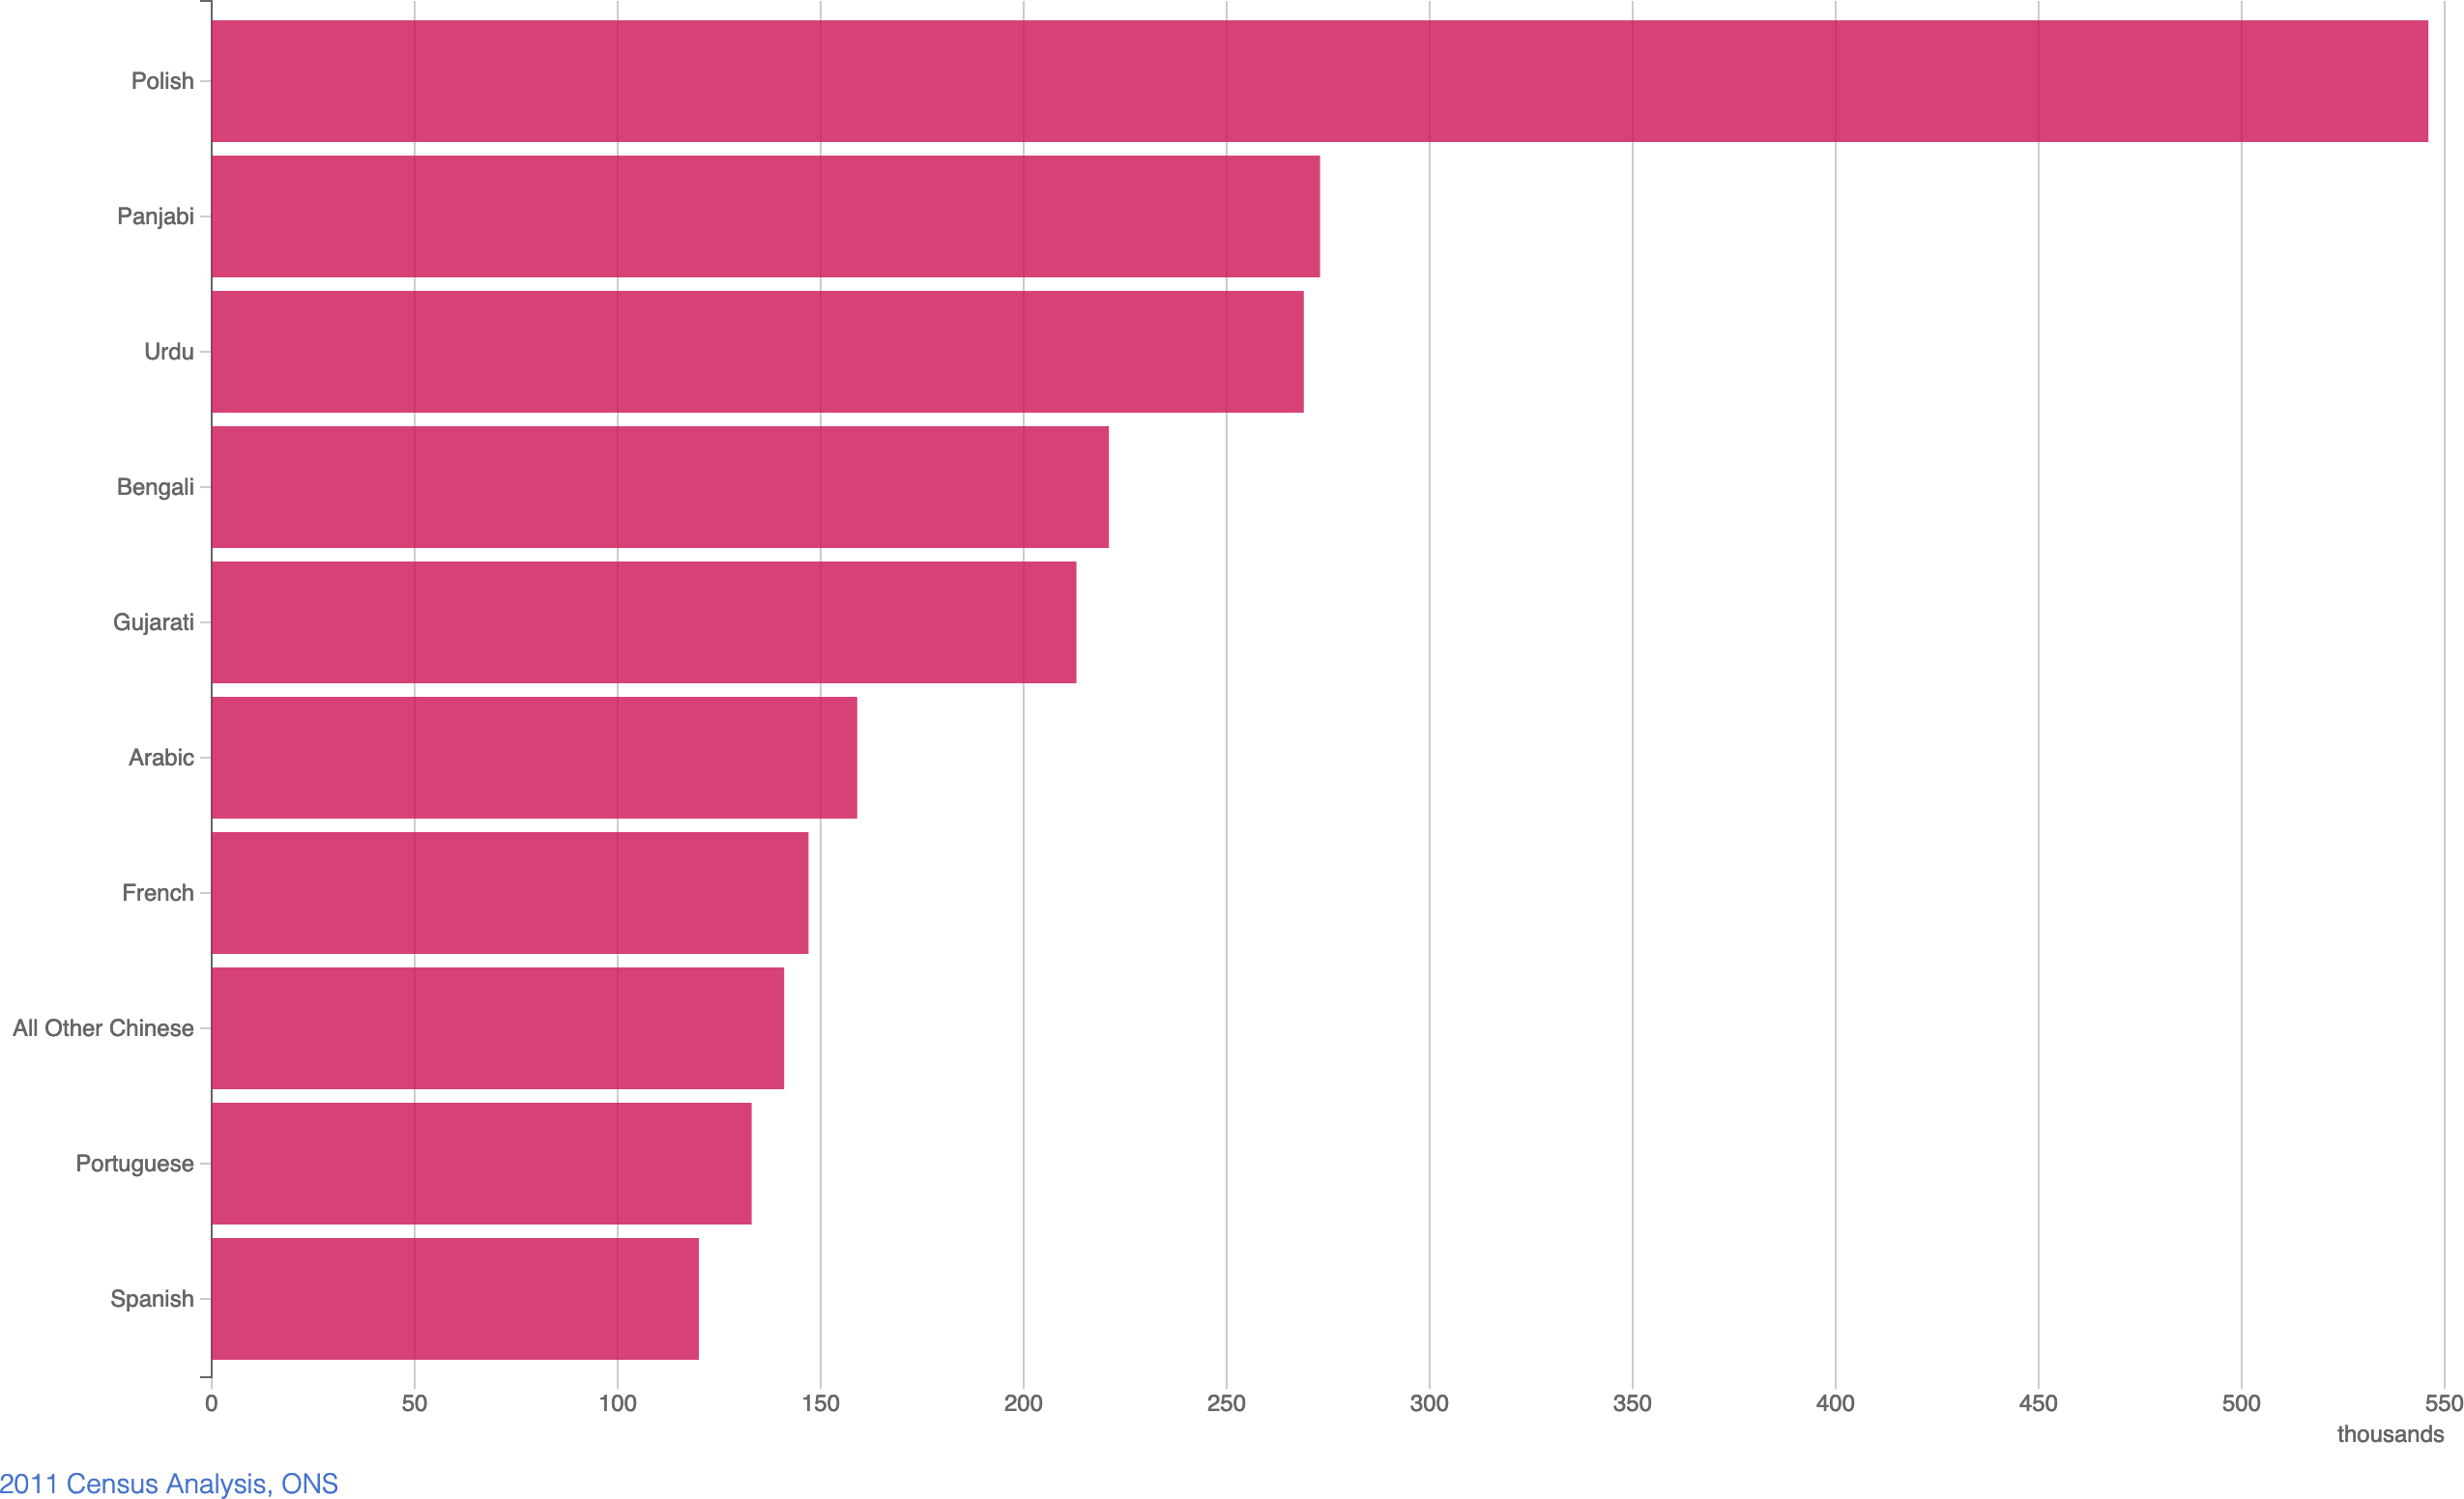 Polish
Panjabi
Urdu
Bengali
Gujarati
Arabic
French
All Other Chinese
Portuguese
Spanish
0 50 100 150 200 250 300 350 400 450 500 550
thousands
2011 Census Analysis, ONS